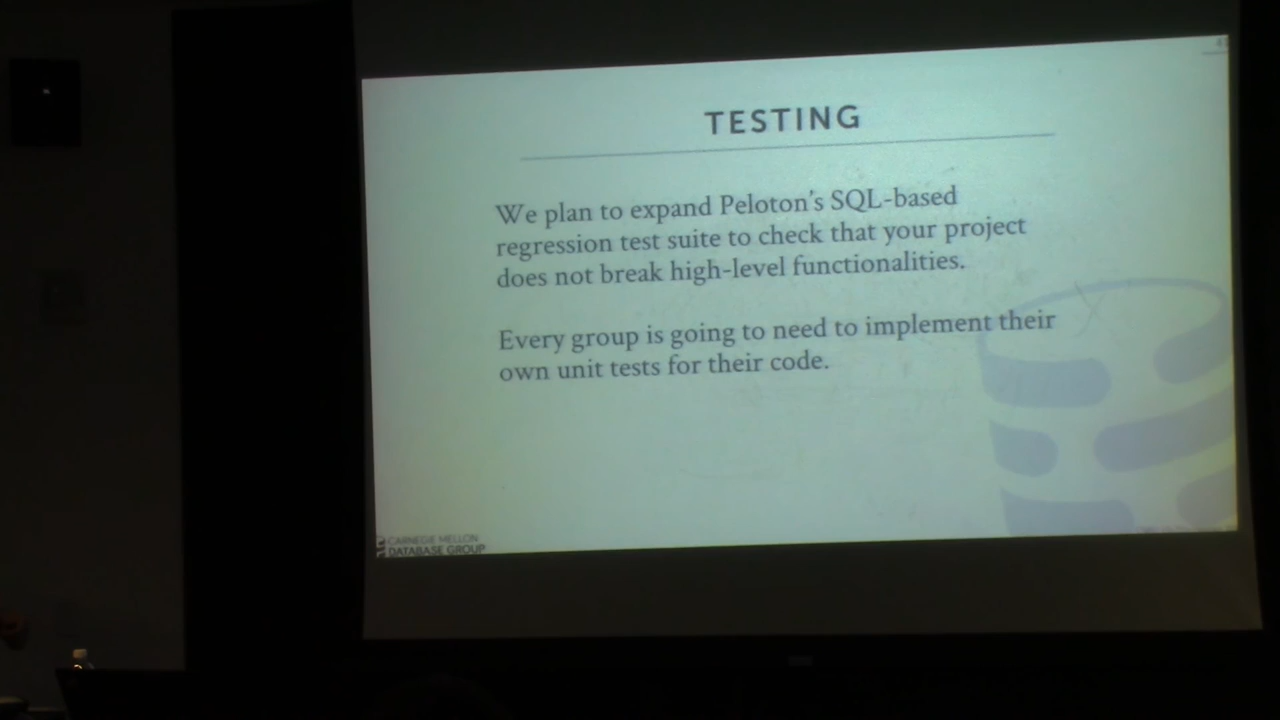 TESTING
We plan to expand Peloton's SQL-based
regression test suite to check that your project
does not break high-level functionalities.
Every group is going to need to implement their
own unit tests for their code.
CARNEGIE MELLON
DATABASE GROUP